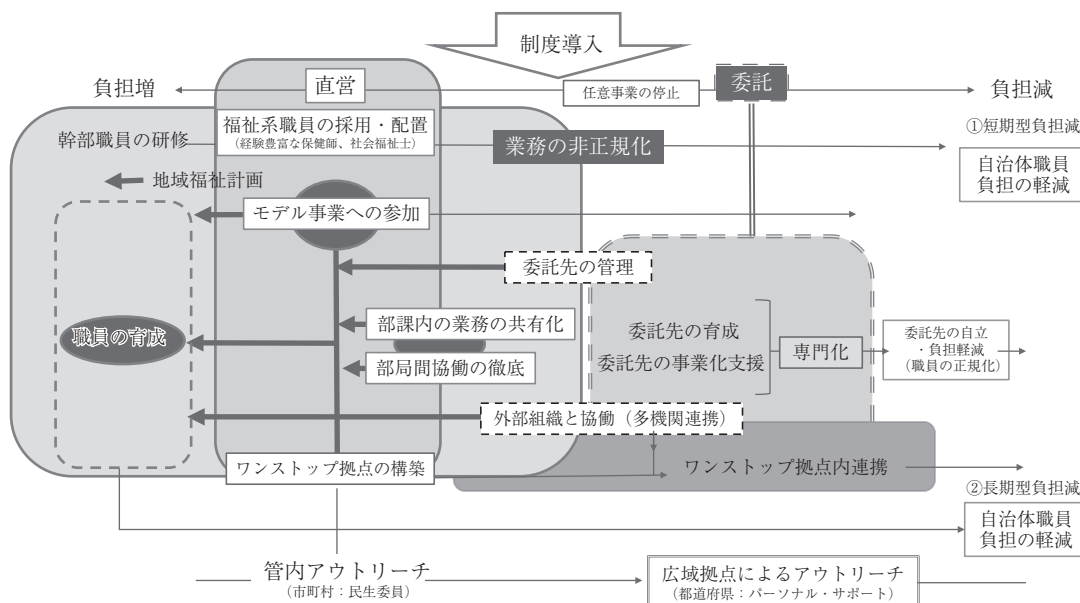 制度導入
負担増
直営
任意事業の停止
委託
負担減
①短期型負担減
幹部職員の研修
福祉系職員の採用・配置
(経験豊富な保健師、社会福祉士)
業務の非正規化
自治体職員
負担の軽減
地域福祉計画
モデル事業への参加
委託先の管理
職員の育成
部課内の業務の共有化
部局間協働の徹底
委託先の育成
委託先の事業化支援
専門化
委託先の自立
・負担軽減
(職員の正規化)
外部組織と協働(多機関連携)
ワンストップ拠点の構築
ワンストップ拠点内連携
②長期型負担減
自治体職員
負担の軽減
管内アウトリーチ
(市町村:民生委員)
広域拠点によるアウトリーチ
(都道府県:パーソナル・サポート)